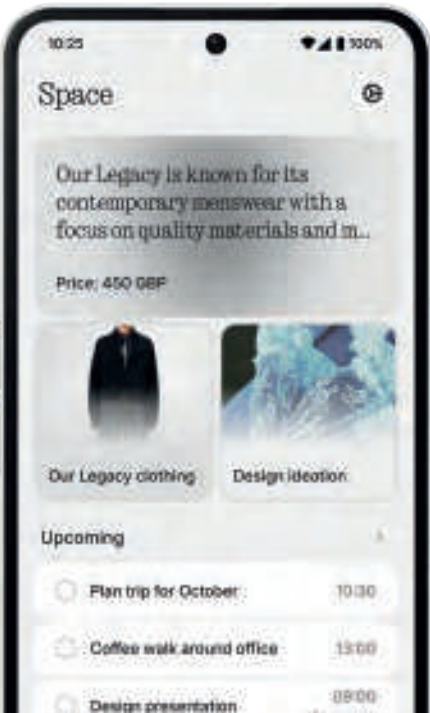 10:25
100%
Space
Our Legacy is known for its
contemporary menswear with a
focus on quality materials and m...
Price: 450 GBP
Our Legacy clothing
Design ideation
Upcoming
Plan trip for October
10:30
Coffee walk around office
13:00
Design presentation
09:00